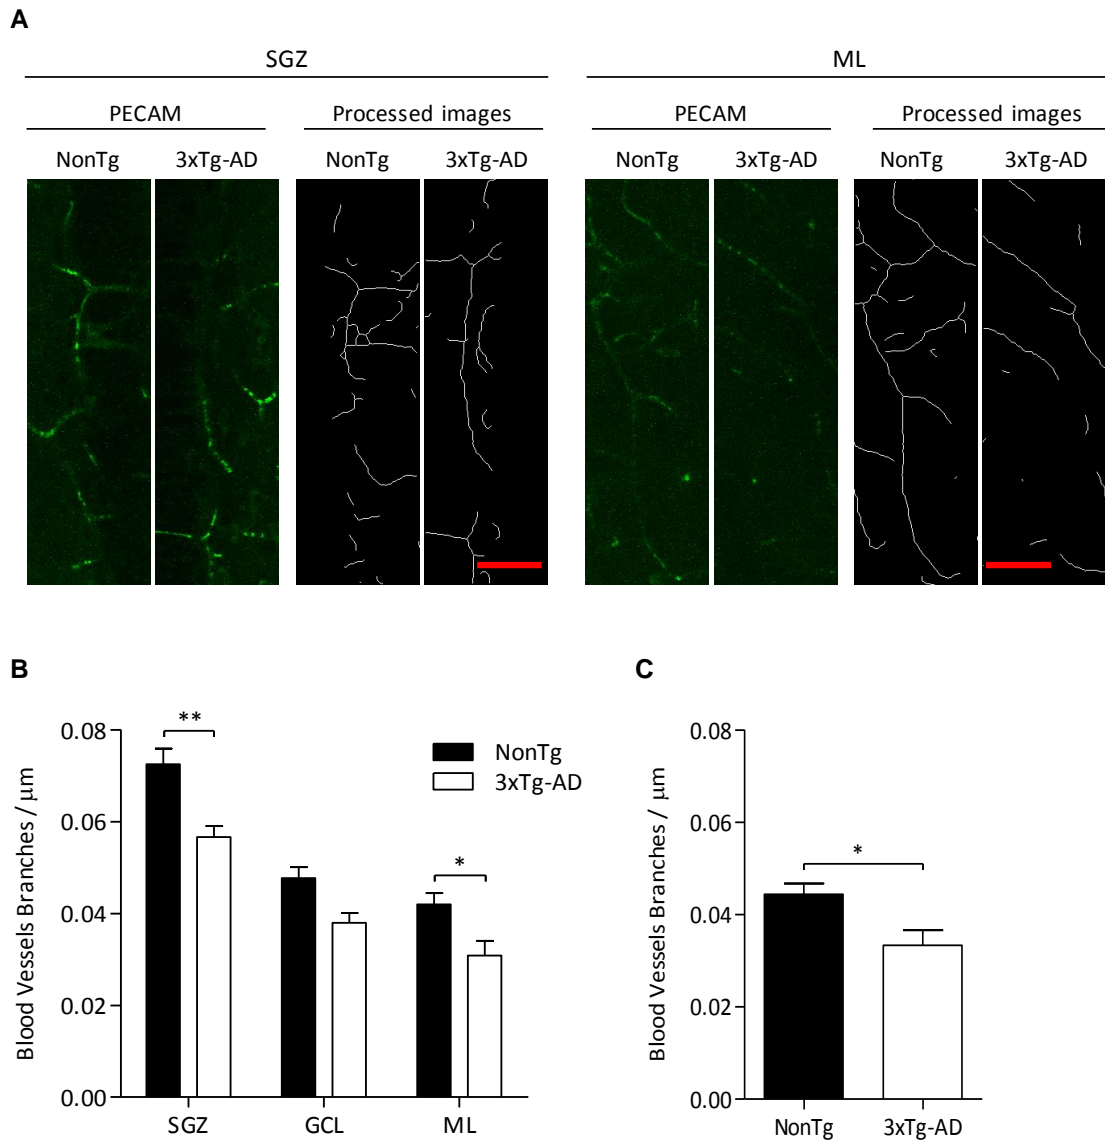 A
SGZ ML
PECAM Processed images PECAM Processed images
NonTg 3xTg-AD NonTg 3xTg-AD NonTg 3xTg-AD NonTg 3xTg-AD
B
Blood Vessels Branches / μm
0.08
0.06
0.04
0.02
0.00
**
*
NonTg
3xTg-AD
SGZ GCL ML
C
Blood Vessels Branches / μm
0.08
0.06
0.04
0.02
0.00
*
NonTg 3xTg-AD